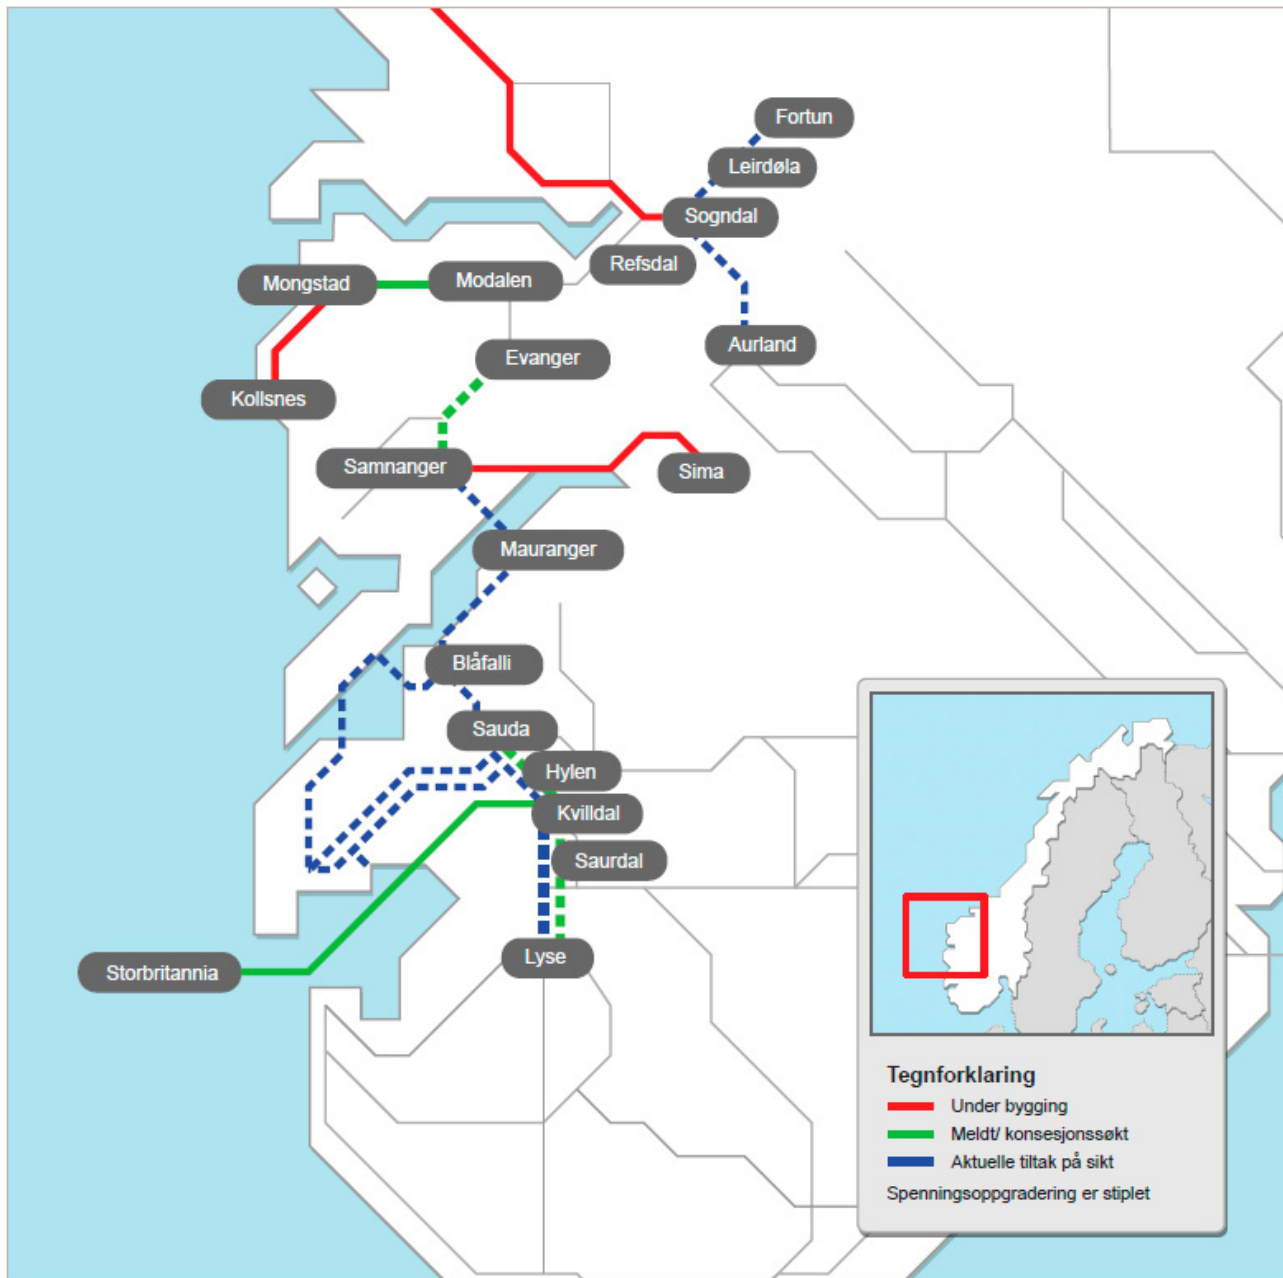 Fortun
Leirdøla
Sogndal
Refsdal
Mongstad
Modalen
Aurland
Evanger
Kollsnes
Samnanger
Sima
Mauranger
Blåfalli
Sauda
Hylen
Kvilldal
Saurdal
Lyse
Storbritannia
Tegnforklaring
Under bygging
Meldt/ konsesjonssøkt
Aktuelle tiltak på sikt
Spenningsoppgradering er stiplet